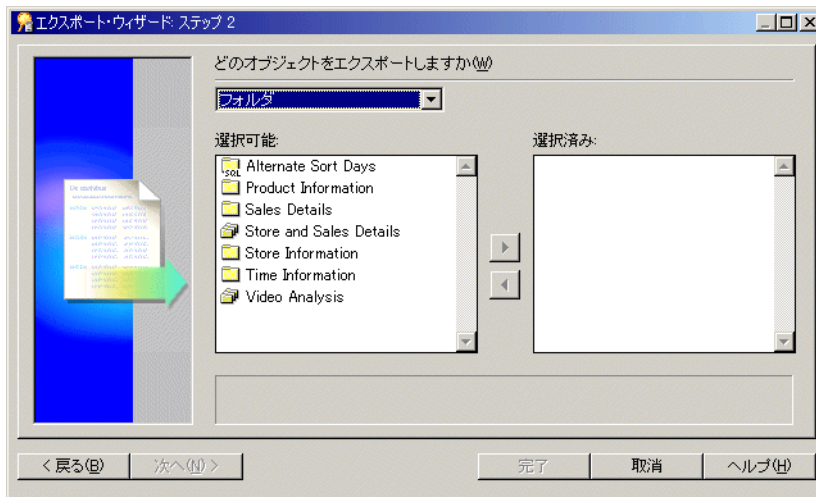 エクスポート・ウィザード: ステップ 2
どのオブジェクトをエクスポートしますか(W)
フォルダ
選択可能:
選択済み:
Alternate Sort Days
Product Information
Sales Details
Store and Sales Details
Store Information
Time Information
Video Analysis
SQL
< 戻る(B)
次へ(N) >
完了
取消
ヘルプ(H)